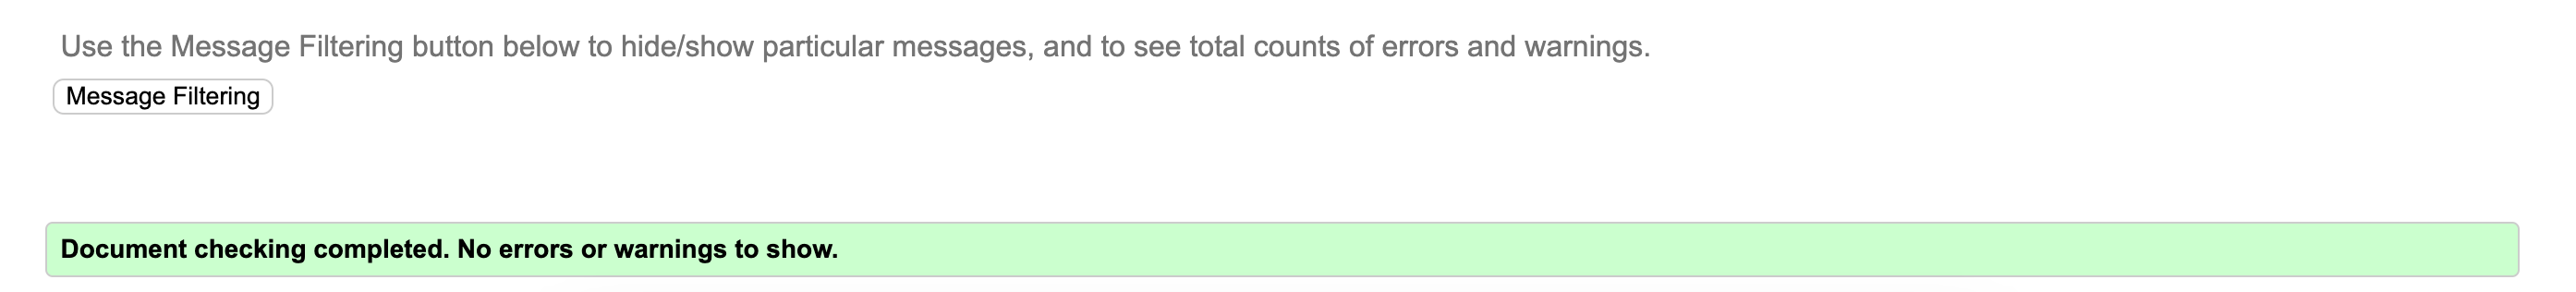 Use the Message Filtering button below to hide/show particular messages, and to see total counts of errors and warnings.
Message Filtering
Document checking completed. No errors or warnings to show.